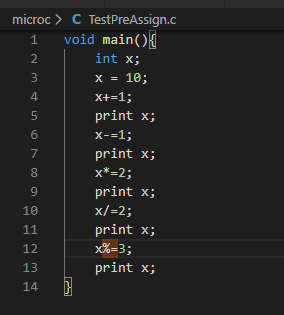 microc > C TestPreAssign.c
1 void main(){
2     int x;
3     x = 10;
4     x+=1;
5     print x;
6     x-=1;
7     print x;
8     x*=2;
9     print x;
10     x/=2;
11     print x;
12     x%=3;
13     print x;
14 }